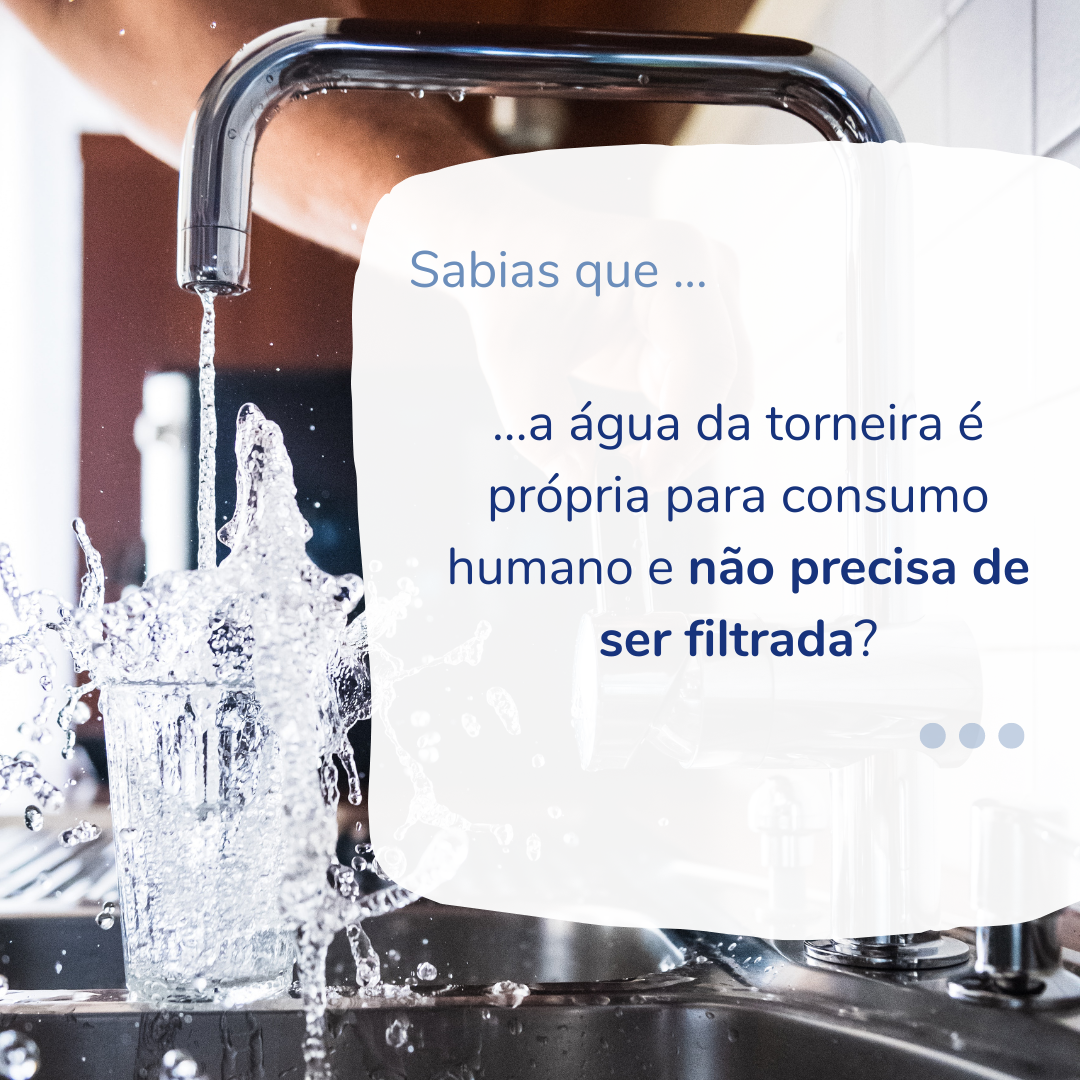 Sabias que ...
...a água da torneira é
própria para consumo
humano e não precisa de
ser filtrada?